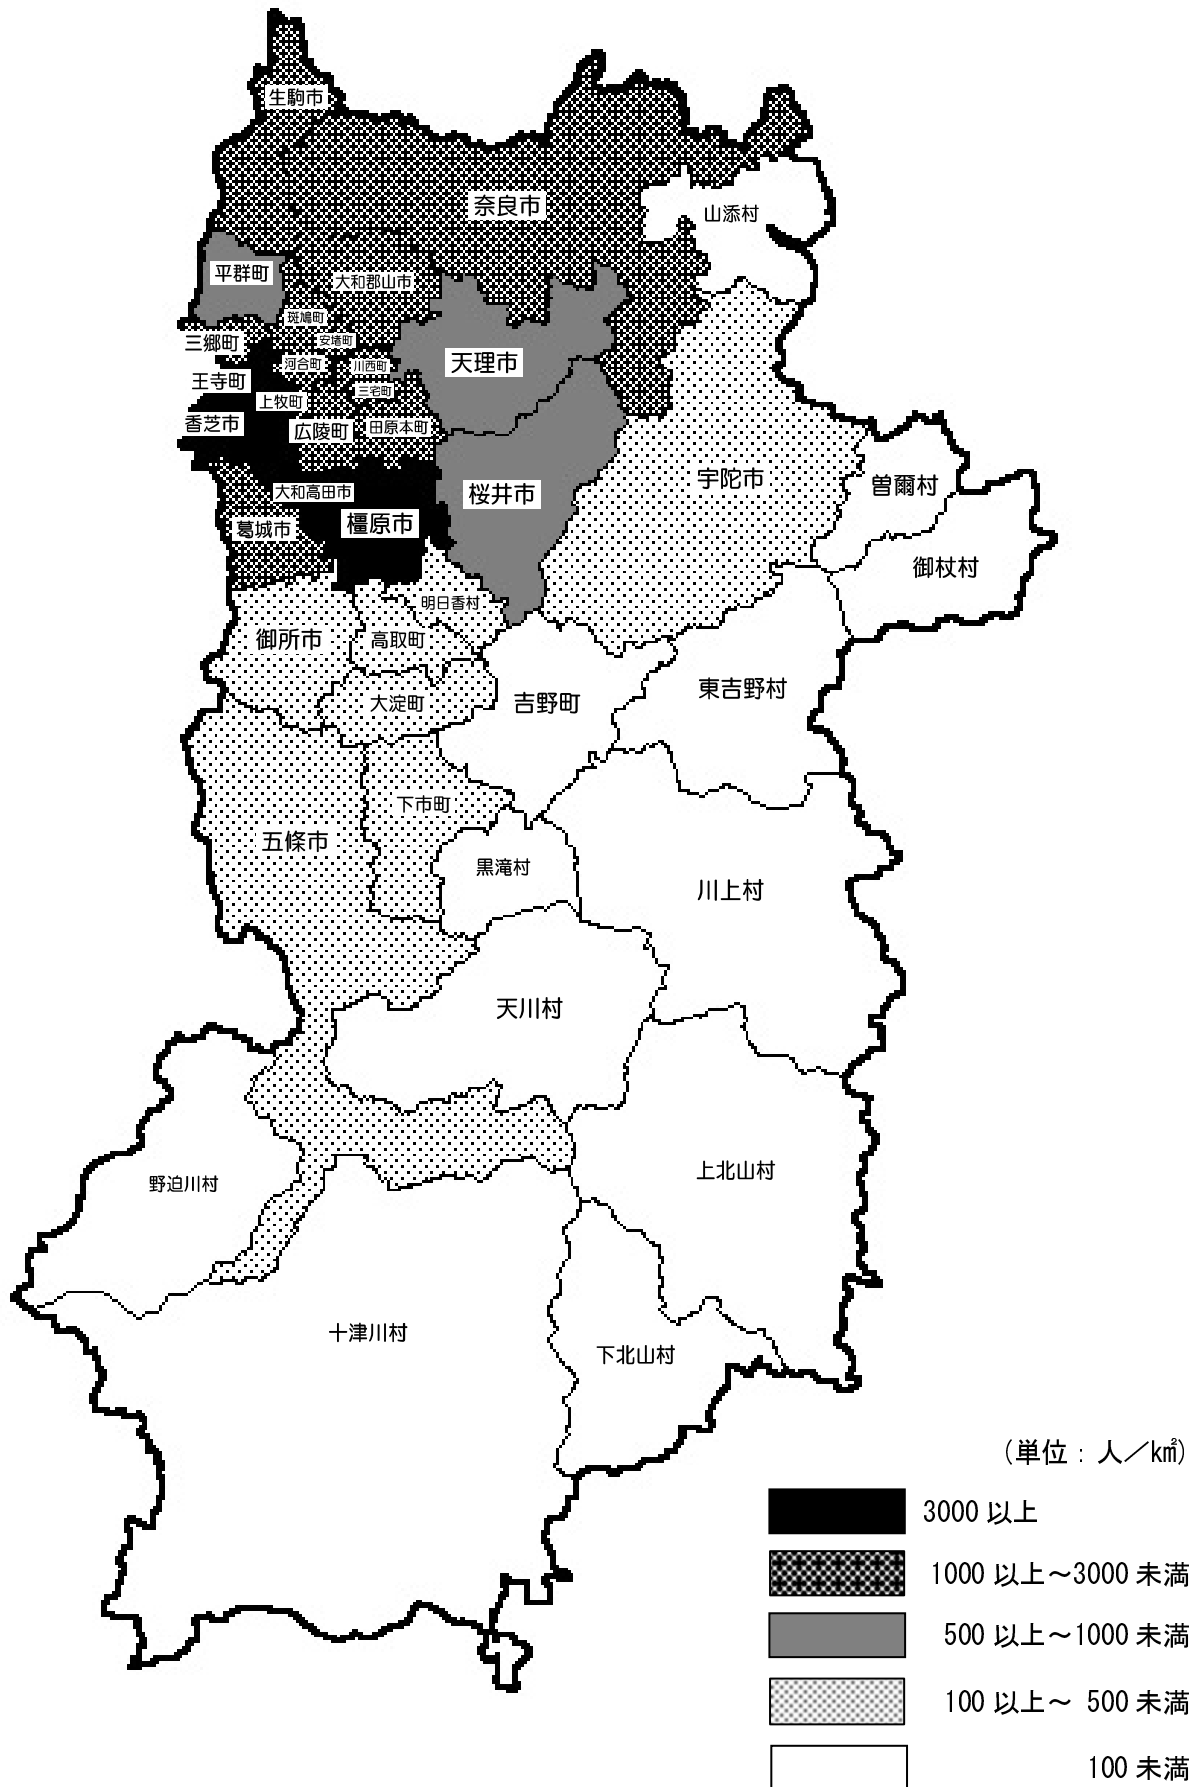 生駒市
奈良市
山添村
平群町
大和郡山市
斑鳩町
三郷町
安堵町
天理市
河合町
川西町
王寺町
三宅町
上牧町
香芝市
広陵町
田原本町
宇陀市
曽爾村
大和高田市
桜井市
橿原市
葛城市
御杖村
明日香村
御所市
高取町
東吉野村
大淀町
吉野町
下市町
五條市
黒滝村
川上村
天川村
上北山村
野迫川村
十津川村
下北山村
(単位：人／k㎡)
3000 以上
1000 以上～3000 未満
500 以上～1000 未満
100 以上～ 500 未満
100 未満